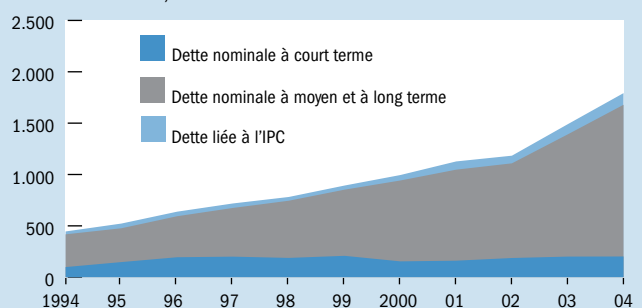 2.500
2.000
1.500
1.000
500
0
Dette nominale à court terme
Dette nominale à moyen et à long terme
Dette liée à l'IPC
1994 95 96 97 98 99 2000 01 02 03 04